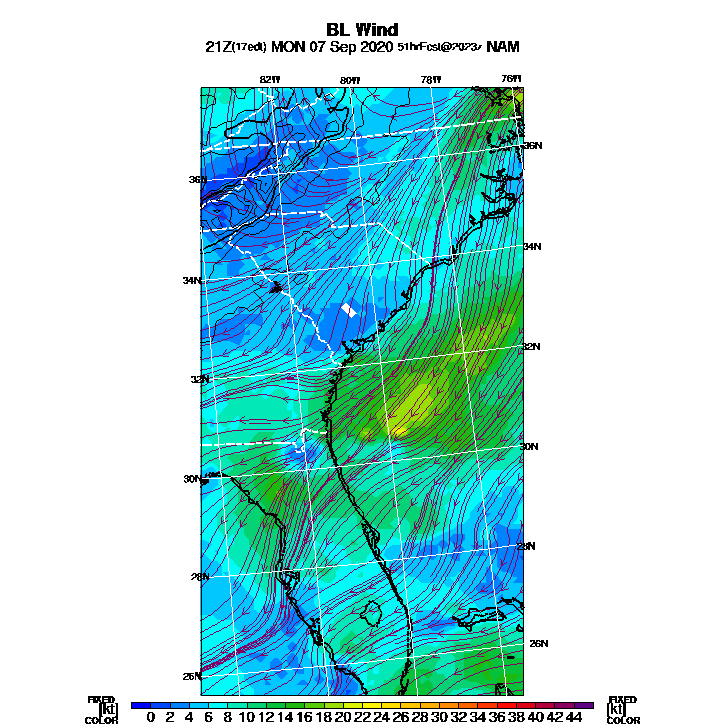 BL Wind
21Z(17edt) MON 07 Sep 2020 51hrFcst@2023z NAM
82W 80W 78W 76W
36N 36N
34N 34N
32N 32N
30N 30N
28N 28N
26N 26N
FIXED FIXED
[kt] 0 2 4 6 8 10 12 14 16 18 20 22 24 26 28 30 32 34 36 38 40 42 44 [kt]
COLOR COLOR